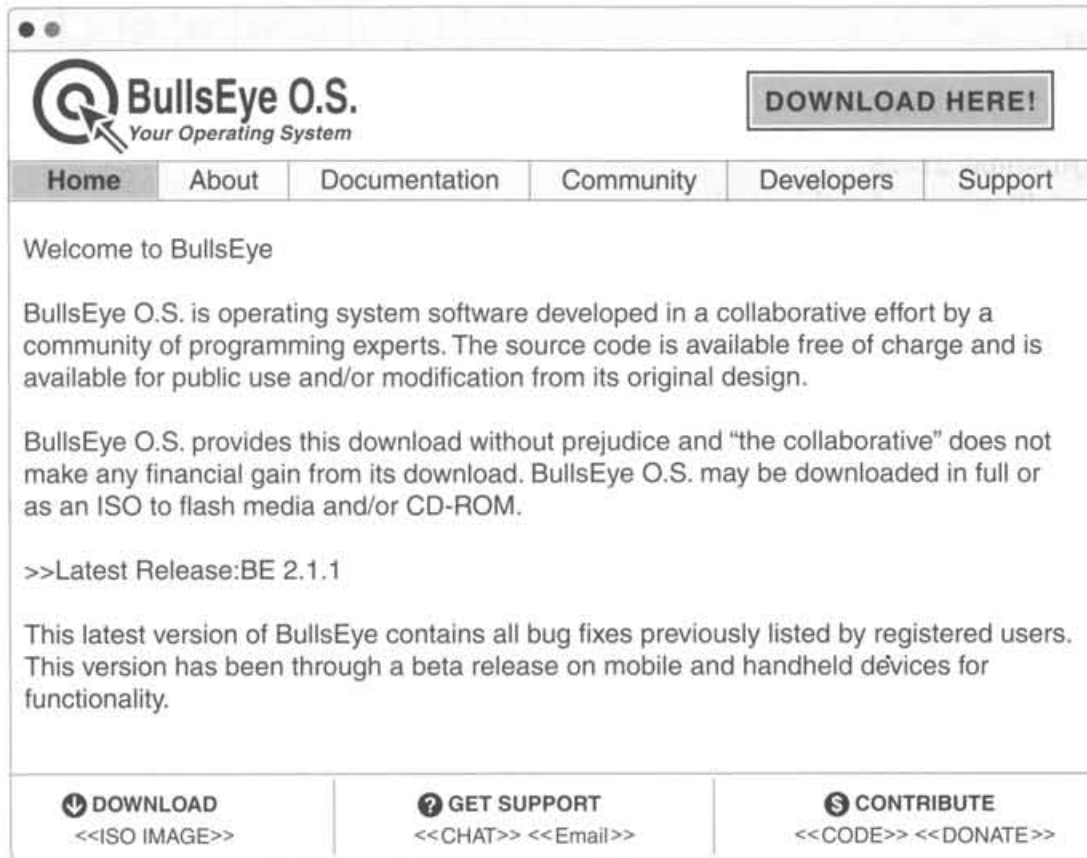 BullsEye O.S.
Your Operating System
DOWNLOAD HERE!
Home About Documentation Community Developers Support
Welcome to BullsEye
BullsEye O.S. is operating system software developed in a collaborative effort by a
community of programming experts. The source code is available free of charge and is
available for public use and/or modification from its original design.
BullsEye O.S. provides this download without prejudice and “the collaborative” does not
make any financial gain from its download. BullsEye O.S. may be downloaded in full or
as an ISO to flash media and/or CD-ROM.
>>Latest Release:BE 2.1.1
This latest version of BullsEye contains all bug fixes previously listed by registered users.
This version has been through a beta release on mobile and handheld devices for
functionality.
DOWNLOAD
<<ISO IMAGE>>
? GET SUPPORT
<<CHAT>> <<Email>>
$ CONTRIBUTE
<<CODE>> <<DONATE>>